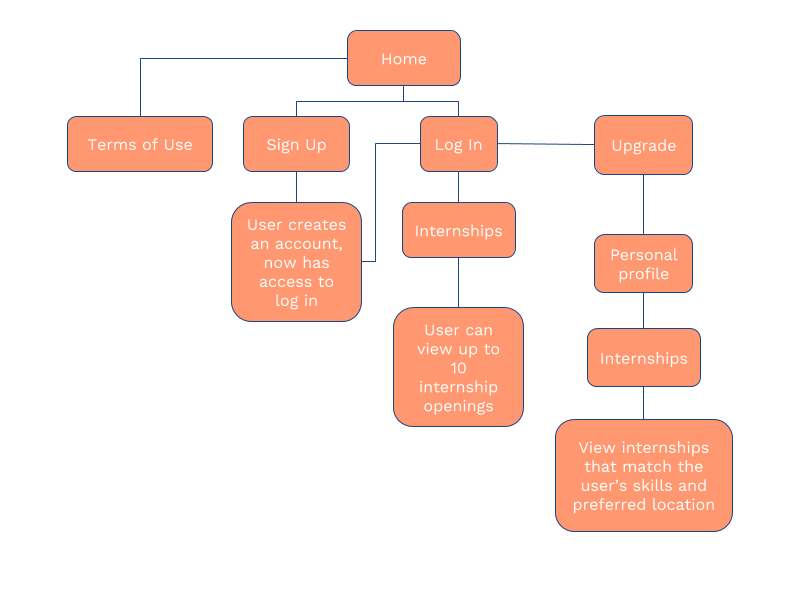 Home
Terms of Use
Sign Up
Log In
Upgrade
User creates
an account,
now has
access to
log in
Internships
User can
view up to
10
internship
openings
Personal
profile
Internships
View internships
that match the
user’s skills and
preferred location